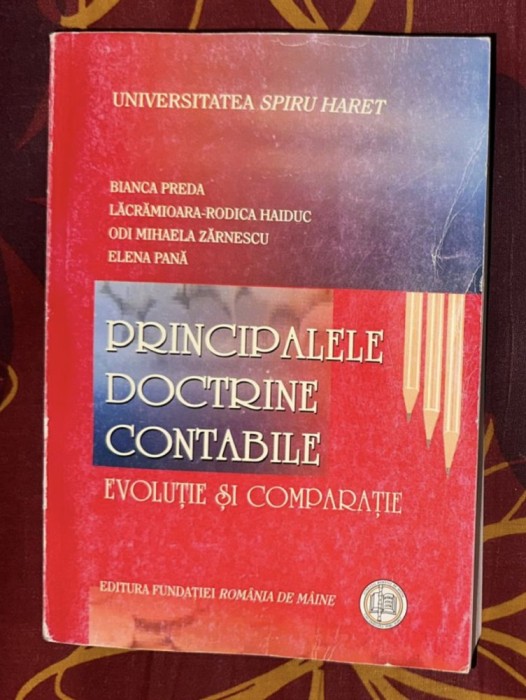 UNIVERSITATEA SPIRU HARET
BIANCA PREDA
LĂCRĂMIOARA-RODICA HAIDUC
ODI MIHAELA ZĂRNESCU
ELENA PANĂ
PRINCIPALELE
DOCTRINE
CONTABILE
EVOLUȚIE ȘI COMPARAȚIE
EDITURA FUNDAȚIEI ROMÂNIA DE MÂINE